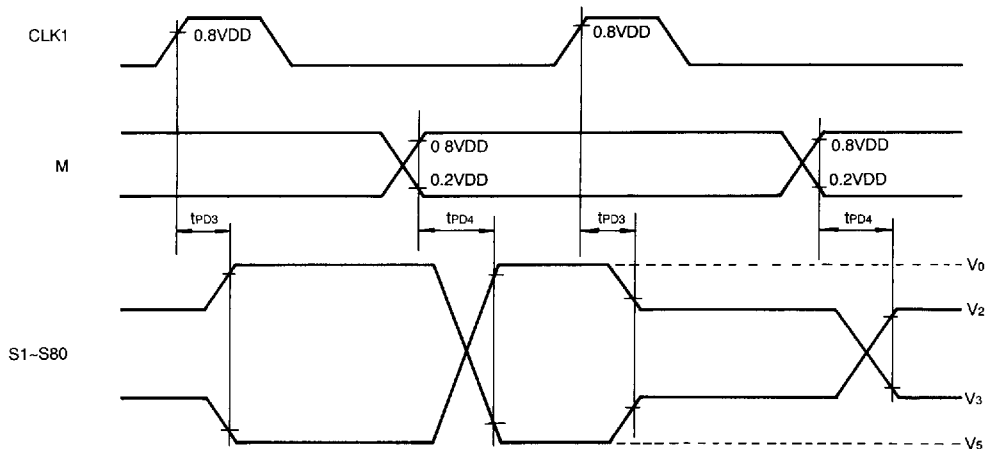 CLK1
0.8VDD
0.8VDD
M
0 8VDD
0.2VDD
0.8VDD
0.2VDD
tPD3
tPD4
tPD3
tPD4
V0
V2
S1~S80
V3
V5